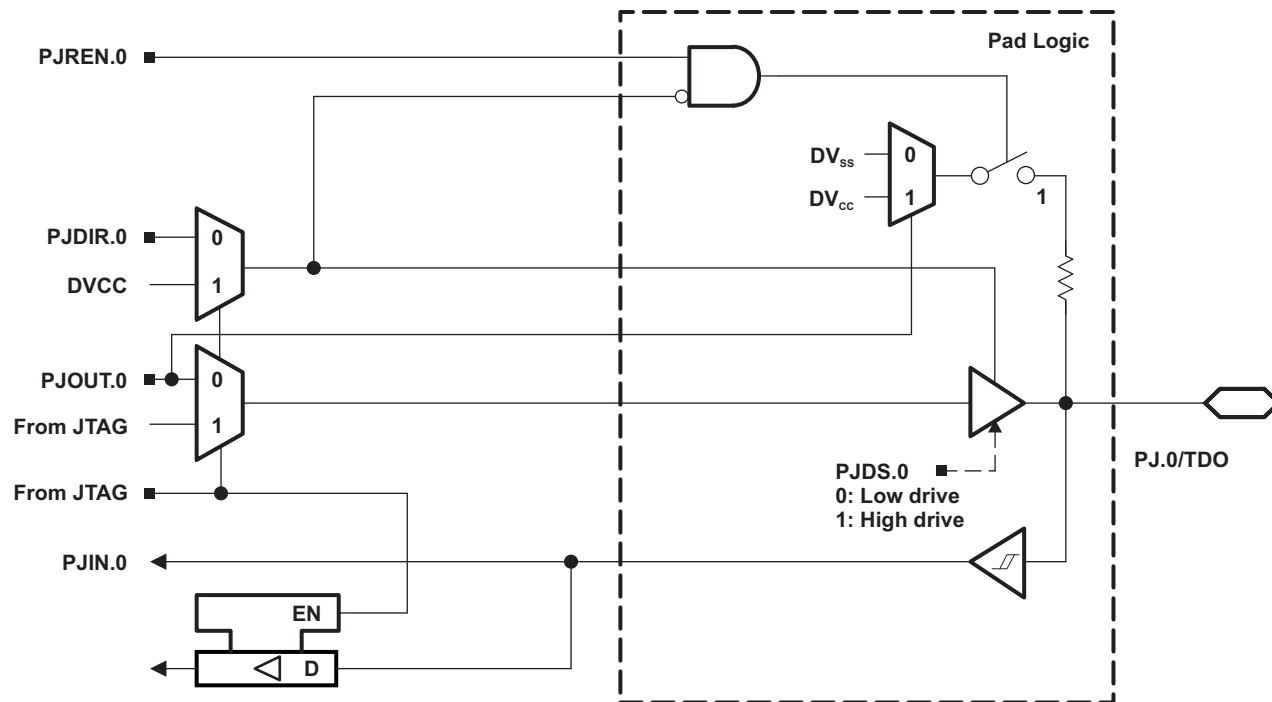 Pad Logic
PJREN.0
DVss
0
DVcc
1
1
PJDIR.0
0
DVCC
1
PJOUT.0
0
From JTAG
1
From JTAG
PJDS.0
0: Low drive
1: High drive
PJ.0/TDO
PJIN.0
EN
D